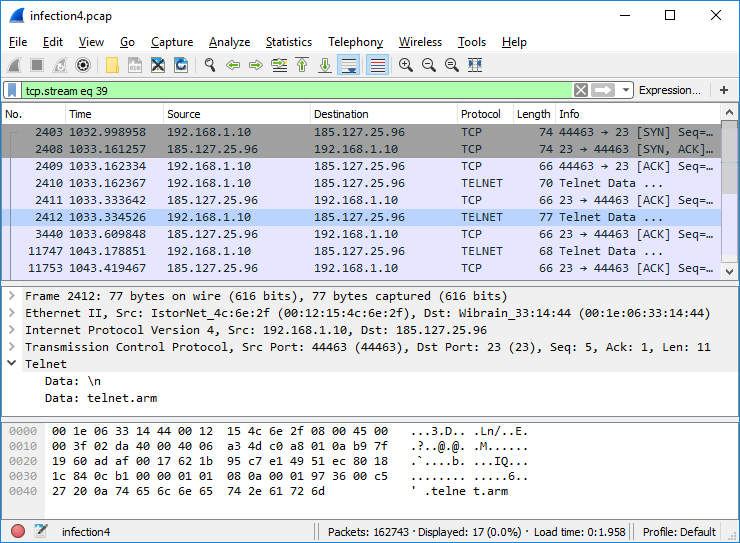 infection4.pcap
File Edit View Go Capture Analyze Statistics Telephony Wireless Tools Help
tcp.stream eq 39 Expression... +
No. Time Source Destination Protocol Length Info
2403 1032.998958 192.168.1.10 185.127.25.96 TCP 74 44463 → 23 [SYN] Seq=…
2408 1033.161257 185.127.25.96 192.168.1.10 TCP 74 23 → 44463 [SYN, ACK]…
2409 1033.162334 192.168.1.10 185.127.25.96 TCP 66 44463 → 23 [ACK] Seq=…
2410 1033.162367 192.168.1.10 185.127.25.96 TELNET 70 Telnet Data ...
2411 1033.333642 185.127.25.96 192.168.1.10 TCP 66 23 → 44463 [ACK] Seq=…
2412 1033.334526 192.168.1.10 185.127.25.96 TELNET 77 Telnet Data ...
3440 1033.609848 185.127.25.96 192.168.1.10 TCP 66 23 → 44463 [ACK] Seq=…
11747 1043.178851 192.168.1.10 185.127.25.96 TELNET 68 Telnet Data ...
11753 1043.419467 185.127.25.96 192.168.1.10 TCP 66 23 → 44463 [ACK] Seq=…
Frame 2412: 77 bytes on wire (616 bits), 77 bytes captured (616 bits)
Ethernet II, Src: IstorNet_4c:6e:2f (00:12:15:4c:6e:2f), Dst: Wibrain_33:14:44 (00:1e:06:33:14:44)
Internet Protocol Version 4, Src: 192.168.1.10, Dst: 185.127.25.96
Transmission Control Protocol, Src Port: 44463 (44463), Dst Port: 23 (23), Seq: 5, Ack: 1, Len: 11
Telnet
Data: \n
Data: telnet.arm
0000 00 1e 06 33 14 44 00 12 15 4c 6e 2f 08 00 45 00 ...3.D.. .Ln/..E.
0010 00 3f 02 da 40 00 40 06 a3 4d c0 a8 01 0a b9 7f .?..@.@. .M......
0020 19 60 ad af 00 17 62 1b 95 c7 e1 49 51 ec 80 18 .`....b. ...IQ...
0030 1c 84 0c b1 00 00 01 01 08 0a 00 01 97 36 00 c5 ........ .....6..
0040 27 20 0a 74 65 6c 6e 65 74 2e 61 72 6d ' .telne t.arm
infection4 Packets: 162743 · Displayed: 17 (0.0%) · Load time: 0:1.958 Profile: Default